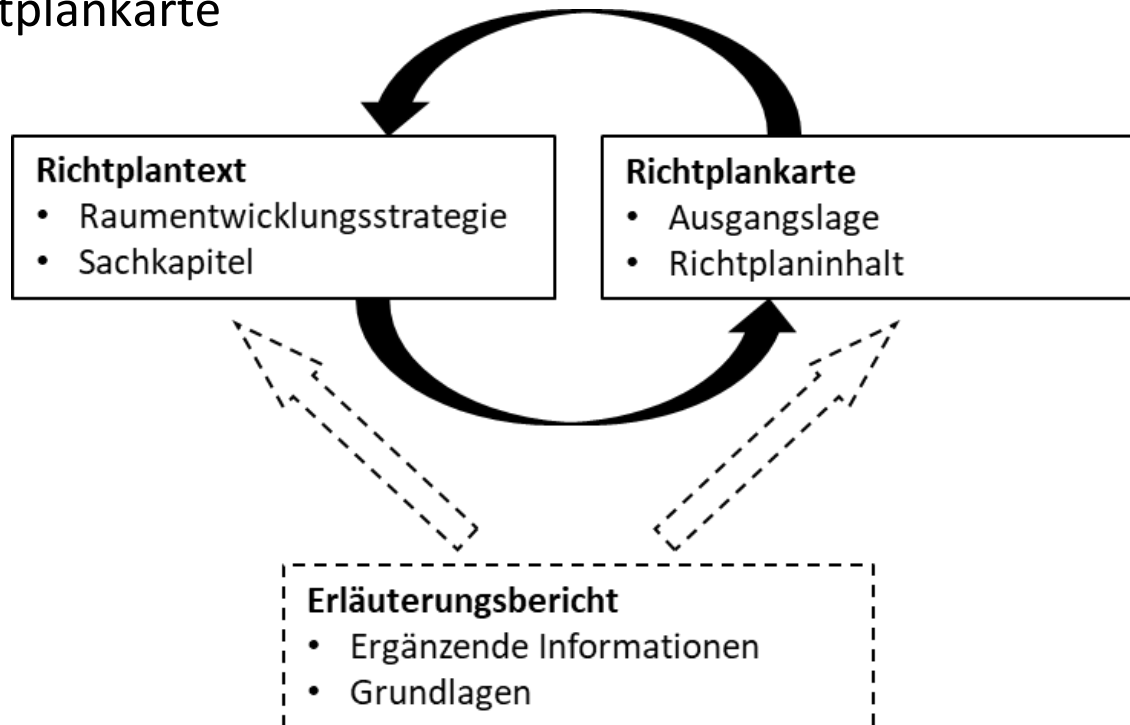 tplankarte
Richtplantext
• Raumentwicklungsstrategie
• Sachkapitel
Richtplankarte
• Ausgangslage
• Richtplaninhalt
Erläuterungsbericht
• Ergänzende Informationen
• Grundlagen